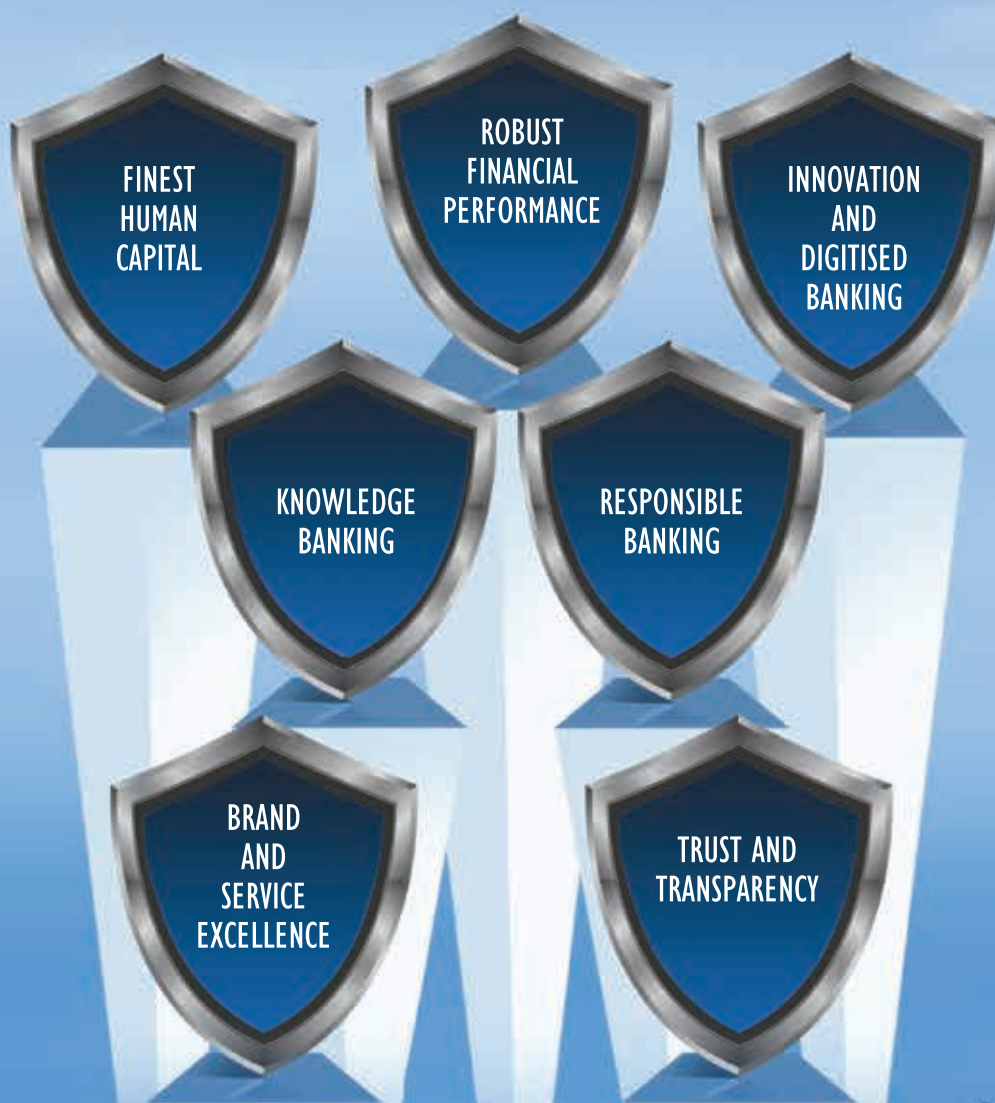 FINEST
HUMAN
CAPITAL
ROBUST
FINANCIAL
PERFORMANCE
INNOVATION
AND
DIGITISED
BANKING
KNOWLEDGE
BANKING
RESPONSIBLE
BANKING
BRAND
AND
SERVICE
EXCELLENCE
TRUST AND
TRANSPARENCY